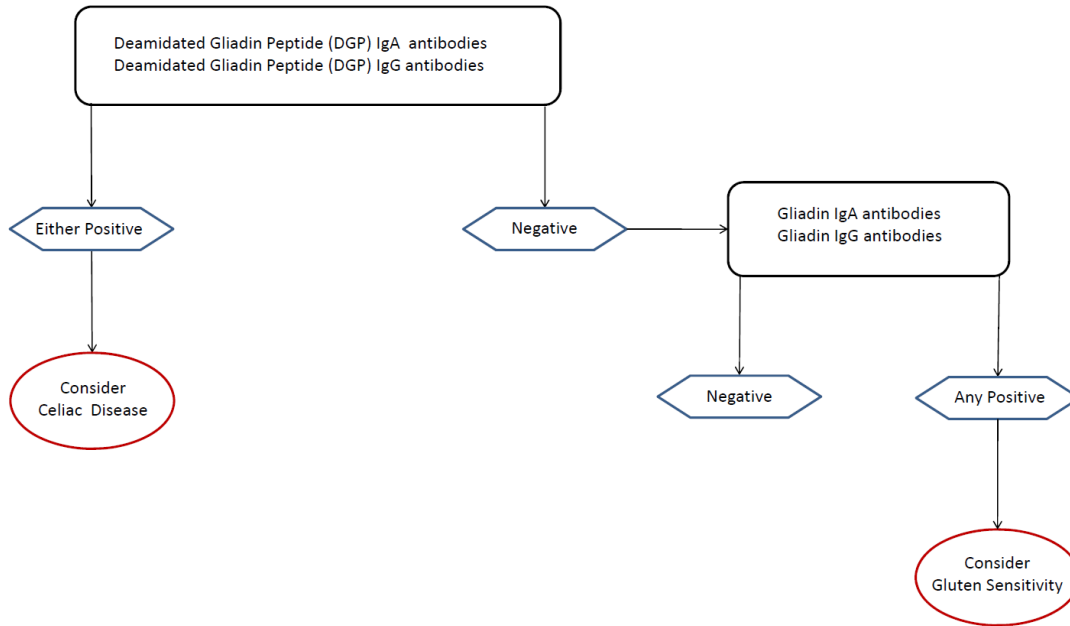 Deamidated Gliadin Peptide (DGP) IgA antibodies
Deamidated Gliadin Peptide (DGP) IgG antibodies
Either Positive
Negative
Gliadin IgA antibodies
Gliadin IgG antibodies
Consider
Celiac Disease
Negative
Any Positive
Consider
Gluten Sensitivity